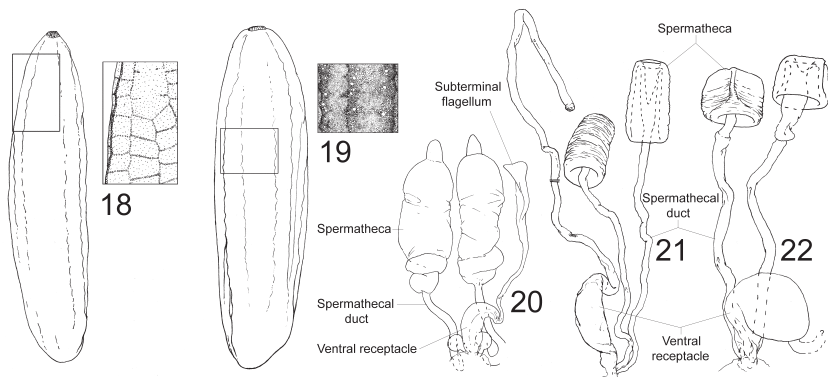 18
19
Subterminal
flagellum
Spermatheca
Spermathecal
duct
Ventral receptacle
20
Spermatheca
Spermathecal
duct
21
22
Ventral
receptacle